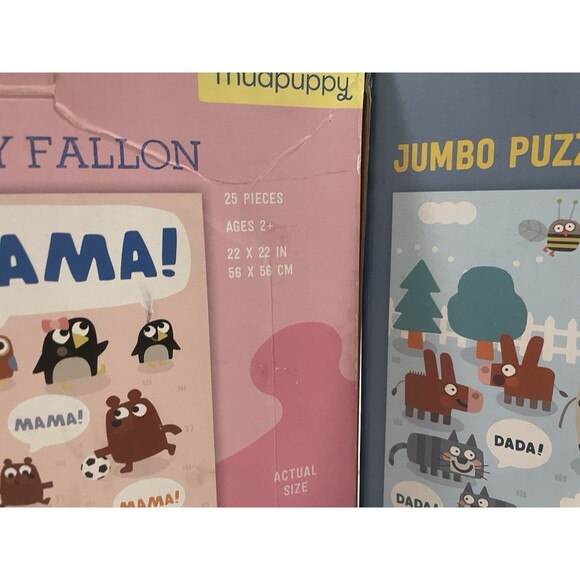 mudpuppy
Y FALLON
25 PIECES
AGES 2+
22 X 22 IN
56 X 56 CM
AMA!
MAMA!
MAMA!
ACTUAL
SIZE
JUMBO PUZZ
DADA!
DADA!